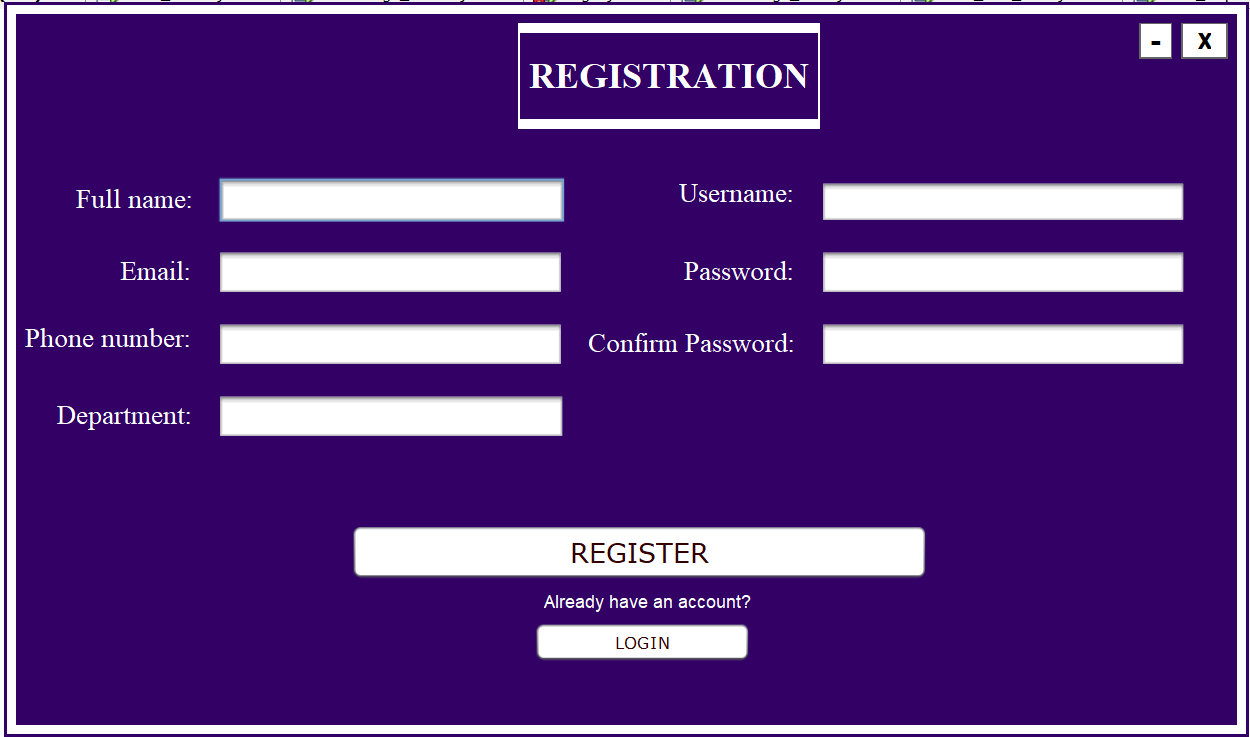 - X
REGISTRATION
Full name:
Username:
Email:
Password:
Phone number:
Confirm Password:
Department:
REGISTER
Already have an account?
LOGIN